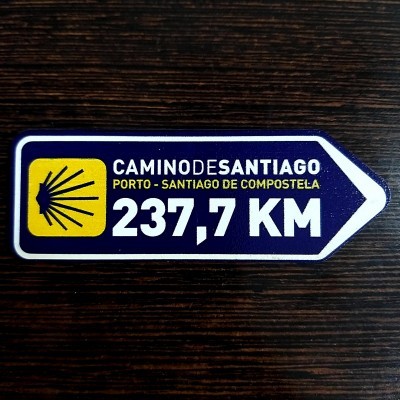 CAMINODESANTIAGO
PORTO - SANTIAGO DE COMPOSTELA
237,7 KM